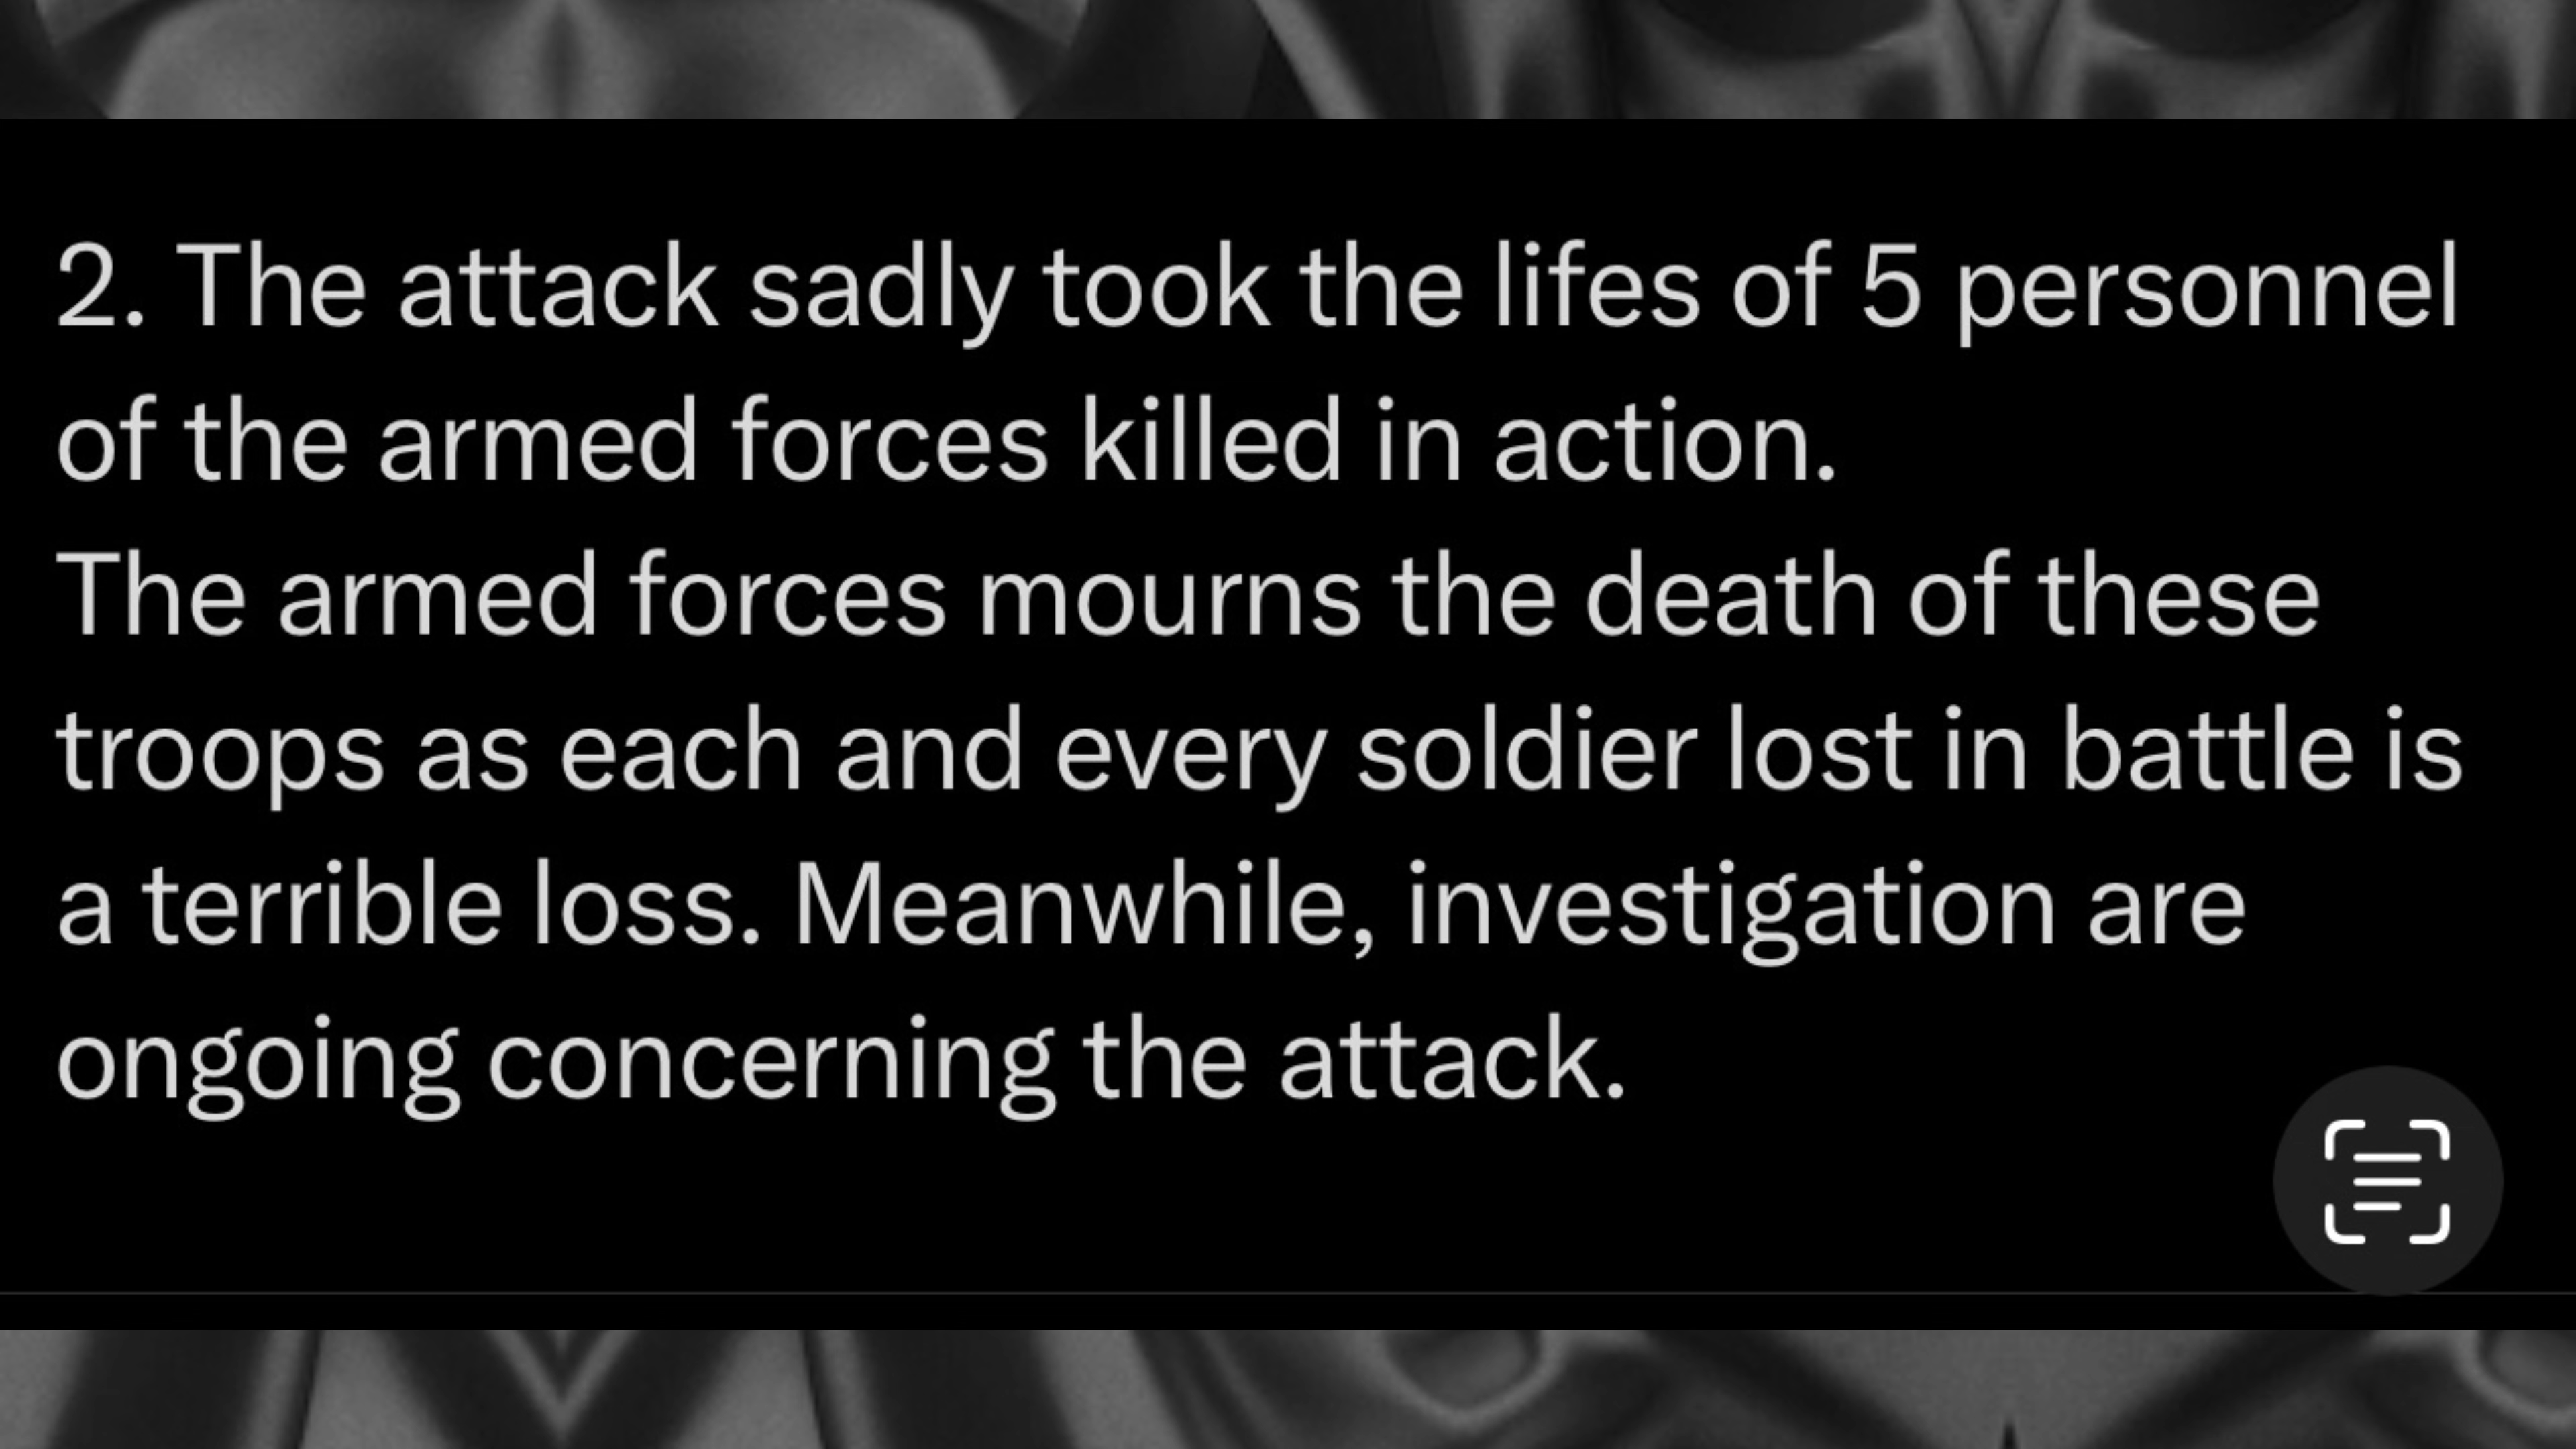 2. The attack sadly took the lifes of 5 personnel
of the armed forces killed in action.
The armed forces mourns the death of these
troops as each and every soldier lost in battle is
a terrible loss. Meanwhile, investigation are
ongoing concerning the attack.